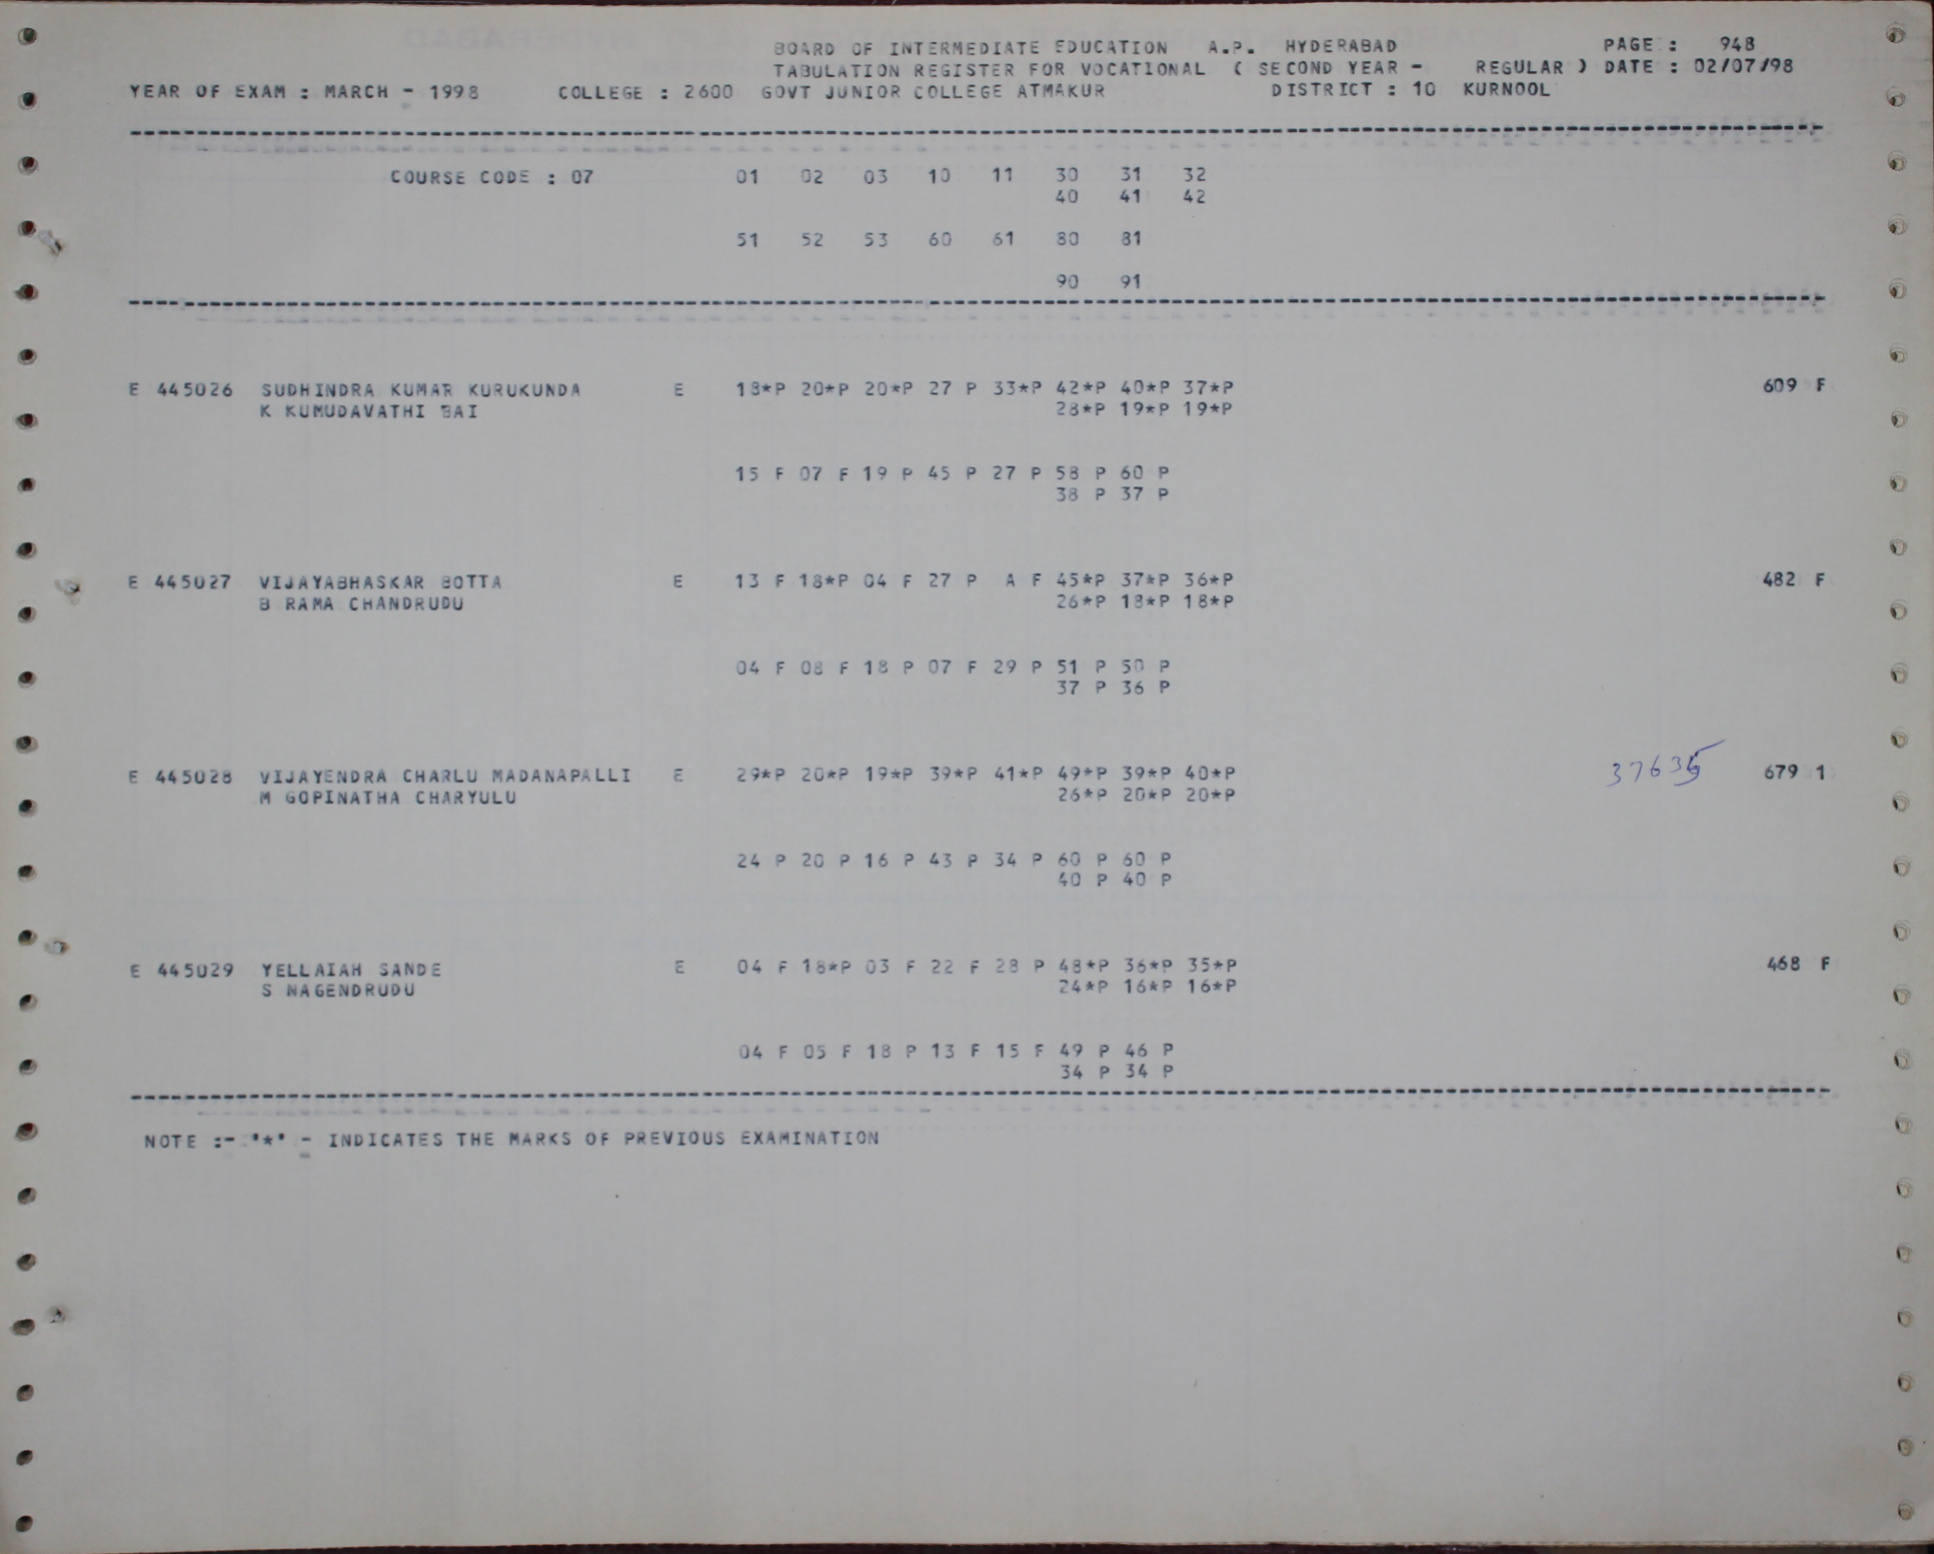 BOARD OF INTERMEDIATE EDUCATION A.P. HYDERABAD PAGE : 948
TABULATION REGISTER FOR VOCATIONAL ( SECOND YEAR - REGULAR ) DATE : 02/07/98
YEAR OF EXAM : MARCH - 1998 COLLEGE : 2600 GOVT JUNIOR COLLEGE ATMAKUR DISTRICT : 10 KURNOOL
COURSE CODE : 07 01 02 03 10 11 30 31 32
40 41 42
51 52 53 60 61 80 81
90 91
E 445026 SUDHINDRA KUMAR KURUKUNDA E 18*P 20*P 20*P 27 P 33*P 42*P 40*P 37*P 609 F
K KUMUDAVATHI BAI 28*P 19*P 19*P
15 F 07 F 19 P 45 P 27 P 58 P 60 P
38 P 37 P
E 445027 VIJAYABHASKAR BOTTA E 13 F 18*P 04 F 27 P A F 45*P 37*P 36*P 482 F
B RAMA CHANDRUDU 26*P 18*P 18*P
04 F 08 F 18 P 07 F 29 P 51 P 50 P
37 P 36 P
E 445028 VIJAYENDRA CHARLU MADANAPALLI E 29*P 20*P 19*P 39*P 41*P 49*P 39*P 40*P 37635 679 1
M GOPINATHA CHARYULU 26*P 20*P 20*P
24 P 20 P 16 P 43 P 34 P 60 P 60 P
40 P 40 P
E 445029 YELLAIAH SANDE E 04 F 18*P 03 F 22 F 28 P 48*P 36*P 35*P 468 F
S NAGENDRUDU 24*P 16*P 16*P
04 F 05 F 18 P 13 F 15 F 49 P 46 P
34 P 34 P
NOTE :- '*' - INDICATES THE MARKS OF PREVIOUS EXAMINATION